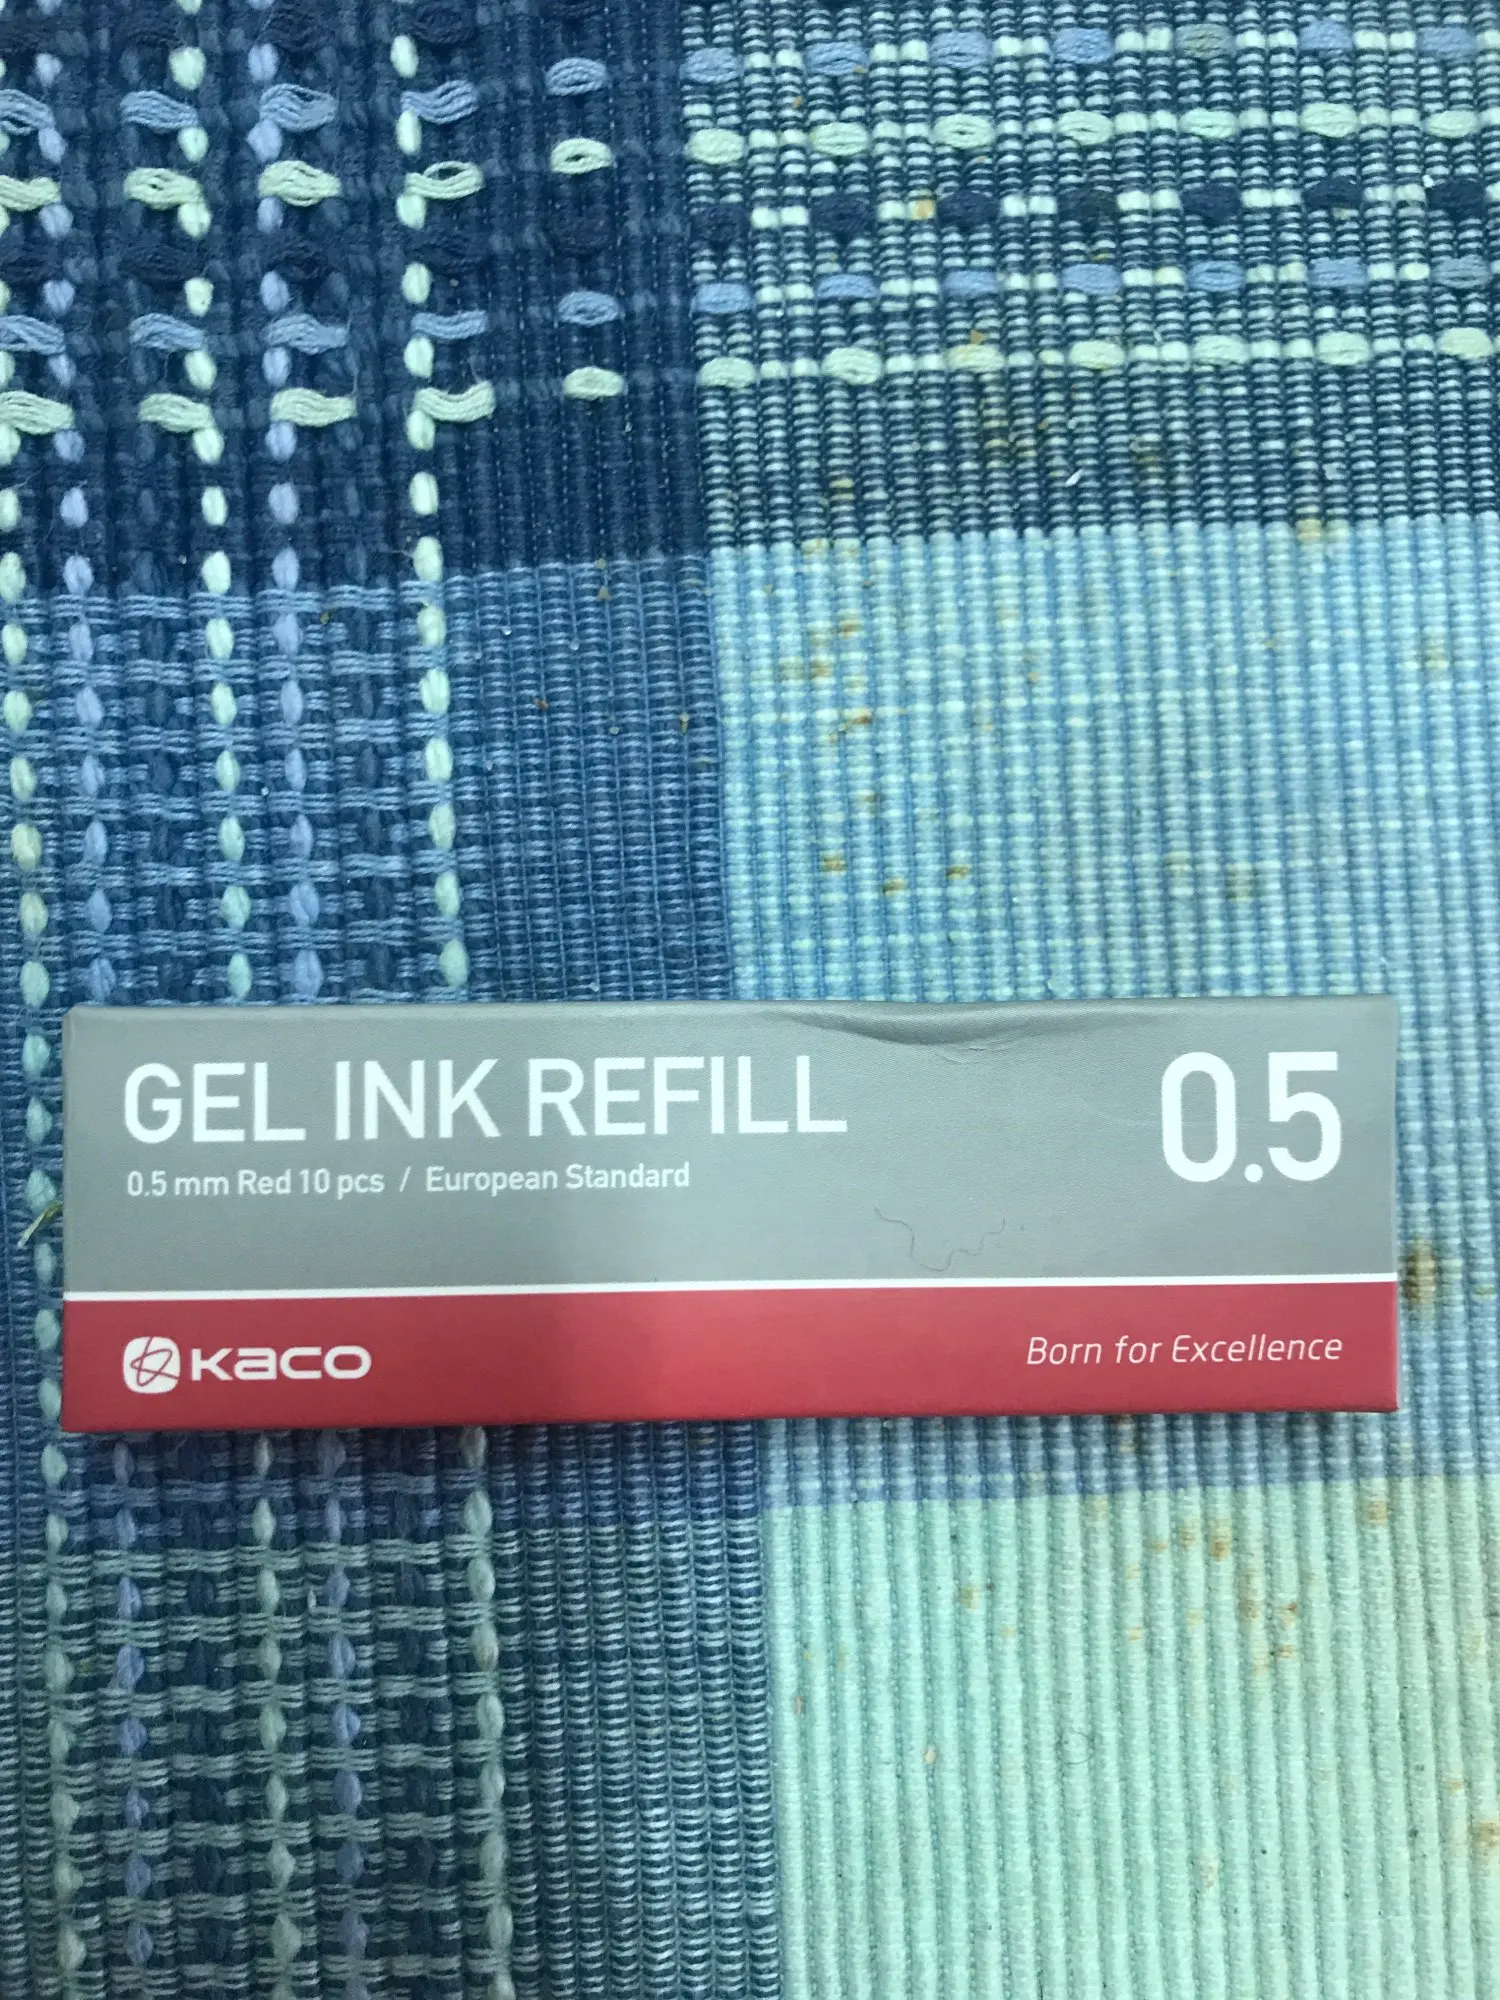 GEL INK REFILL
0.5
0.5 mm Red 10 pcs / European Standard
KACO
Born for Excellence